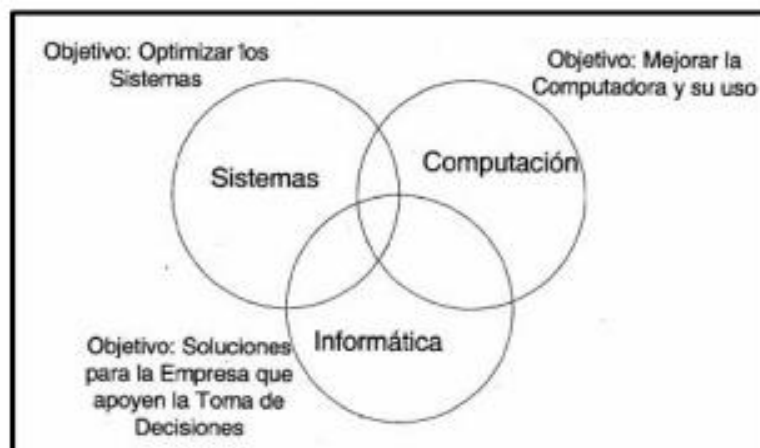 Objetivo: Optimizar los
Sistemas
Objetivo: Mejorar la
Computadora y su uso
Sistemas
Computación
Informática
Objetivo: Soluciones
para la Empresa que
apoyen la Toma de
Decisiones